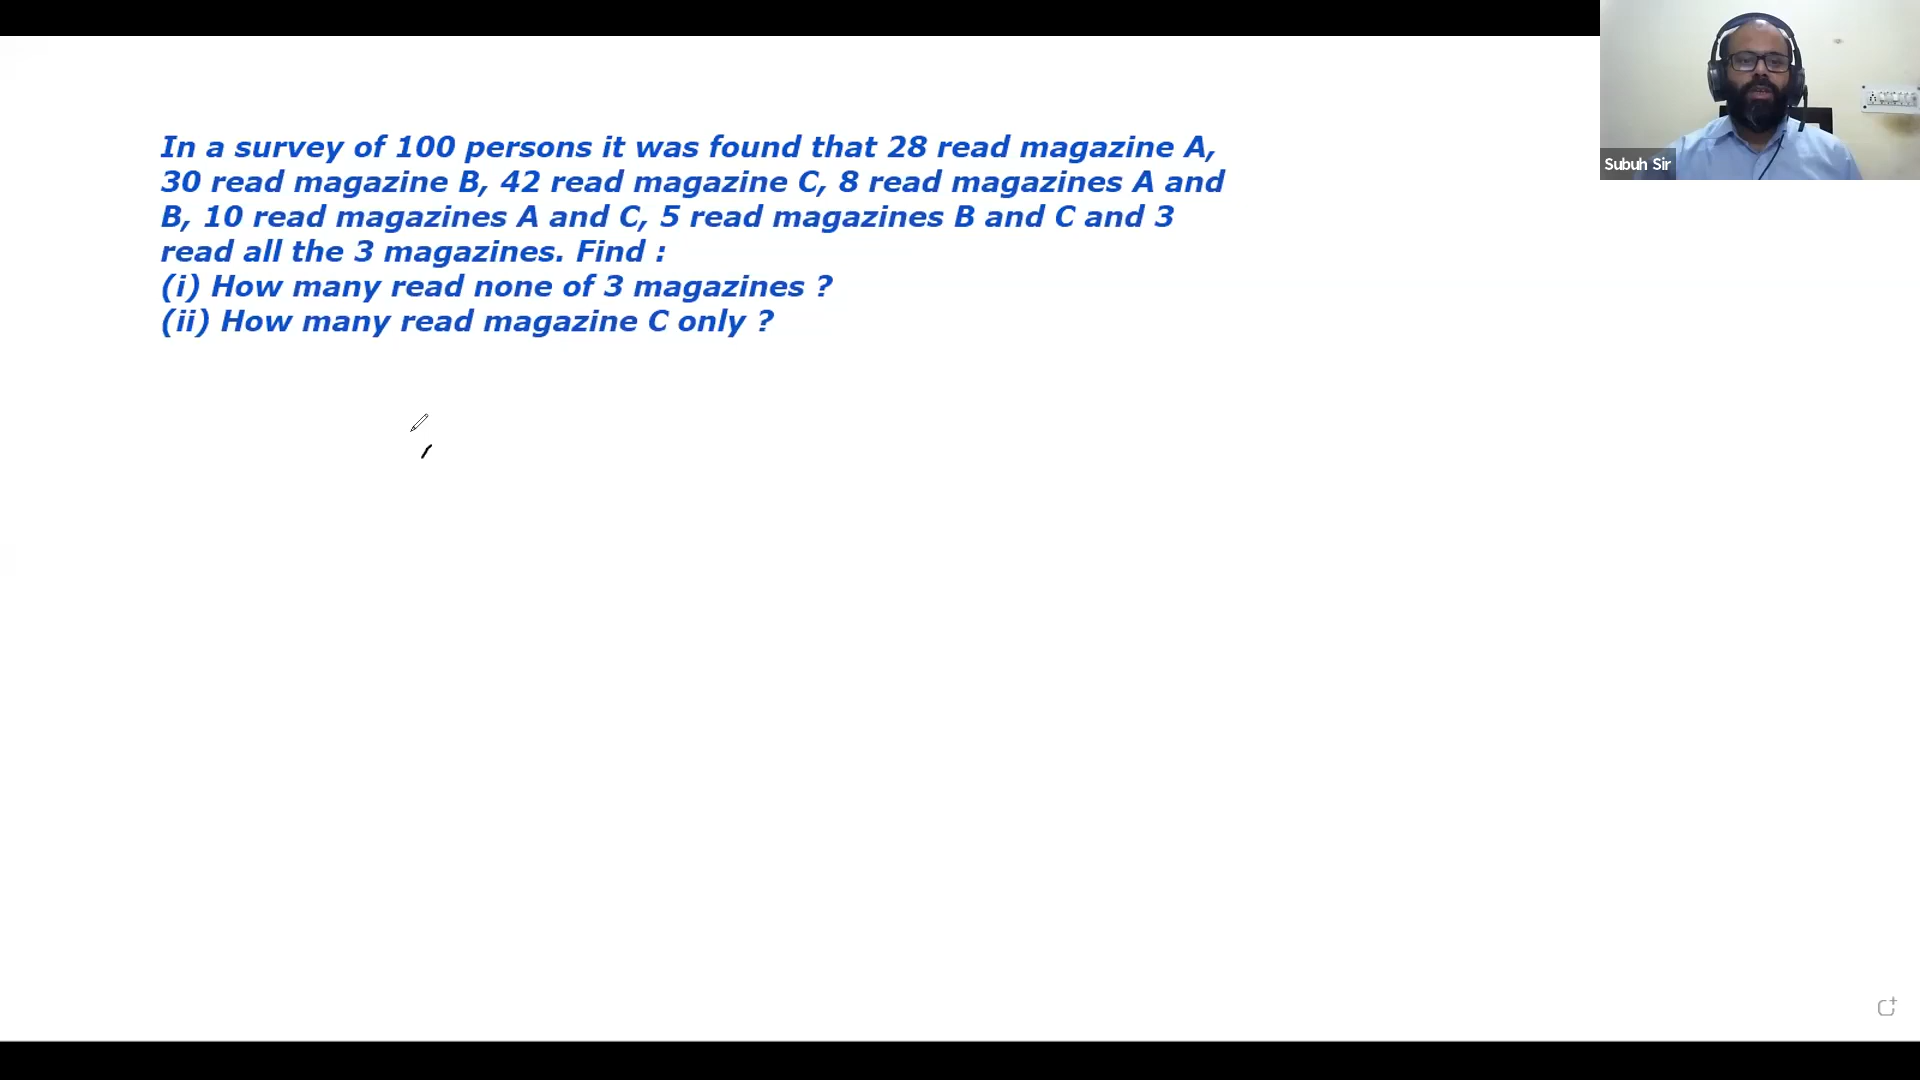 In a survey of 100 persons it was found that 28 read magazine A,
30 read magazine B, 42 read magazine C, 8 read magazines A and
B, 10 read magazines A and C, 5 read magazines B and C and 3
read all the 3 magazines. Find :
(i) How many read none of 3 magazines ?
(ii) How many read magazine C only ?
Subuh Sir